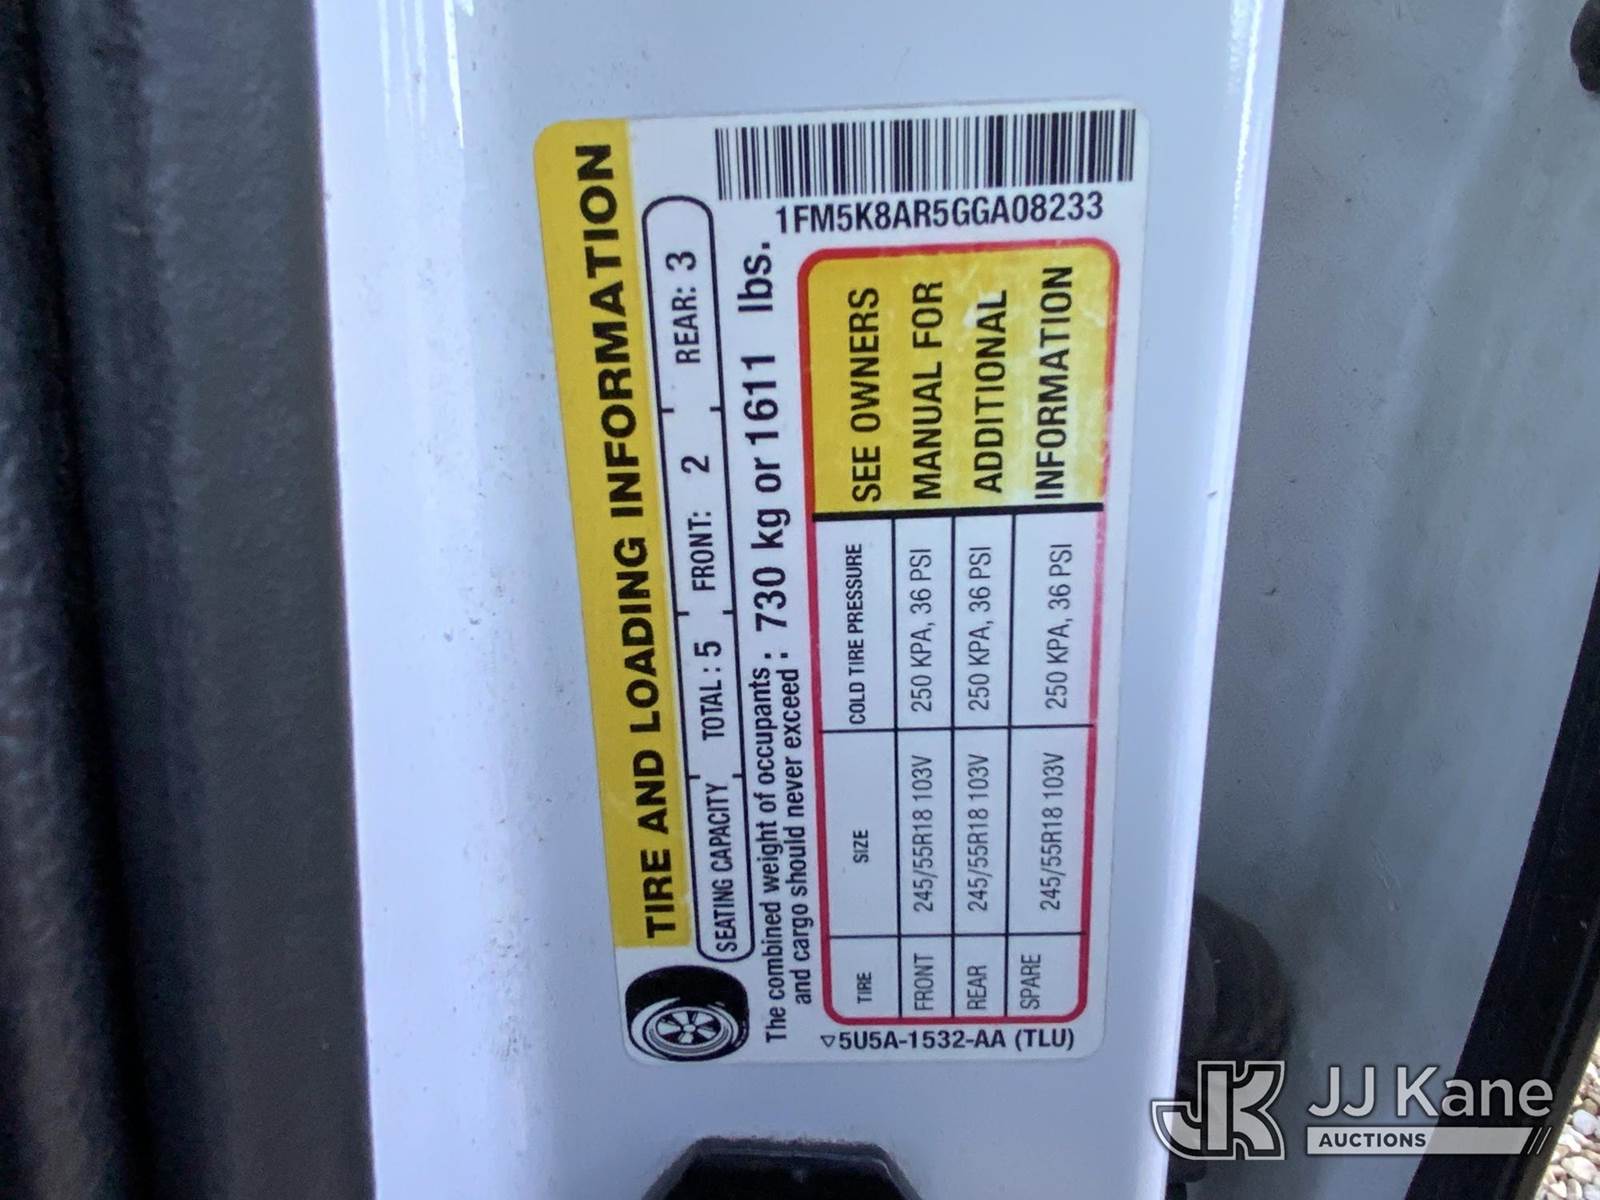 TIRE AND LOADING INFORMATION
SEATING CAPACITY TOTAL : 5 FRONT: 2 REAR: 3
The combined weight of occupants and cargo should never exceed : 730 kg or 1611 lbs.
TIRE SIZE COLD TIRE PRESSURE
FRONT 245/55R18 103V 250 KPA, 36 PSI
REAR 245/55R18 103V 250 KPA, 36 PSI
SPARE 245/55R18 103V 250 KPA, 36 PSI
SEE OWNERS
MANUAL FOR
ADDITIONAL
INFORMATION
5U5A-1532-AA (TLU)
1FM5K8AR5GGA08233
JK JJ Kane
AUCTIONS